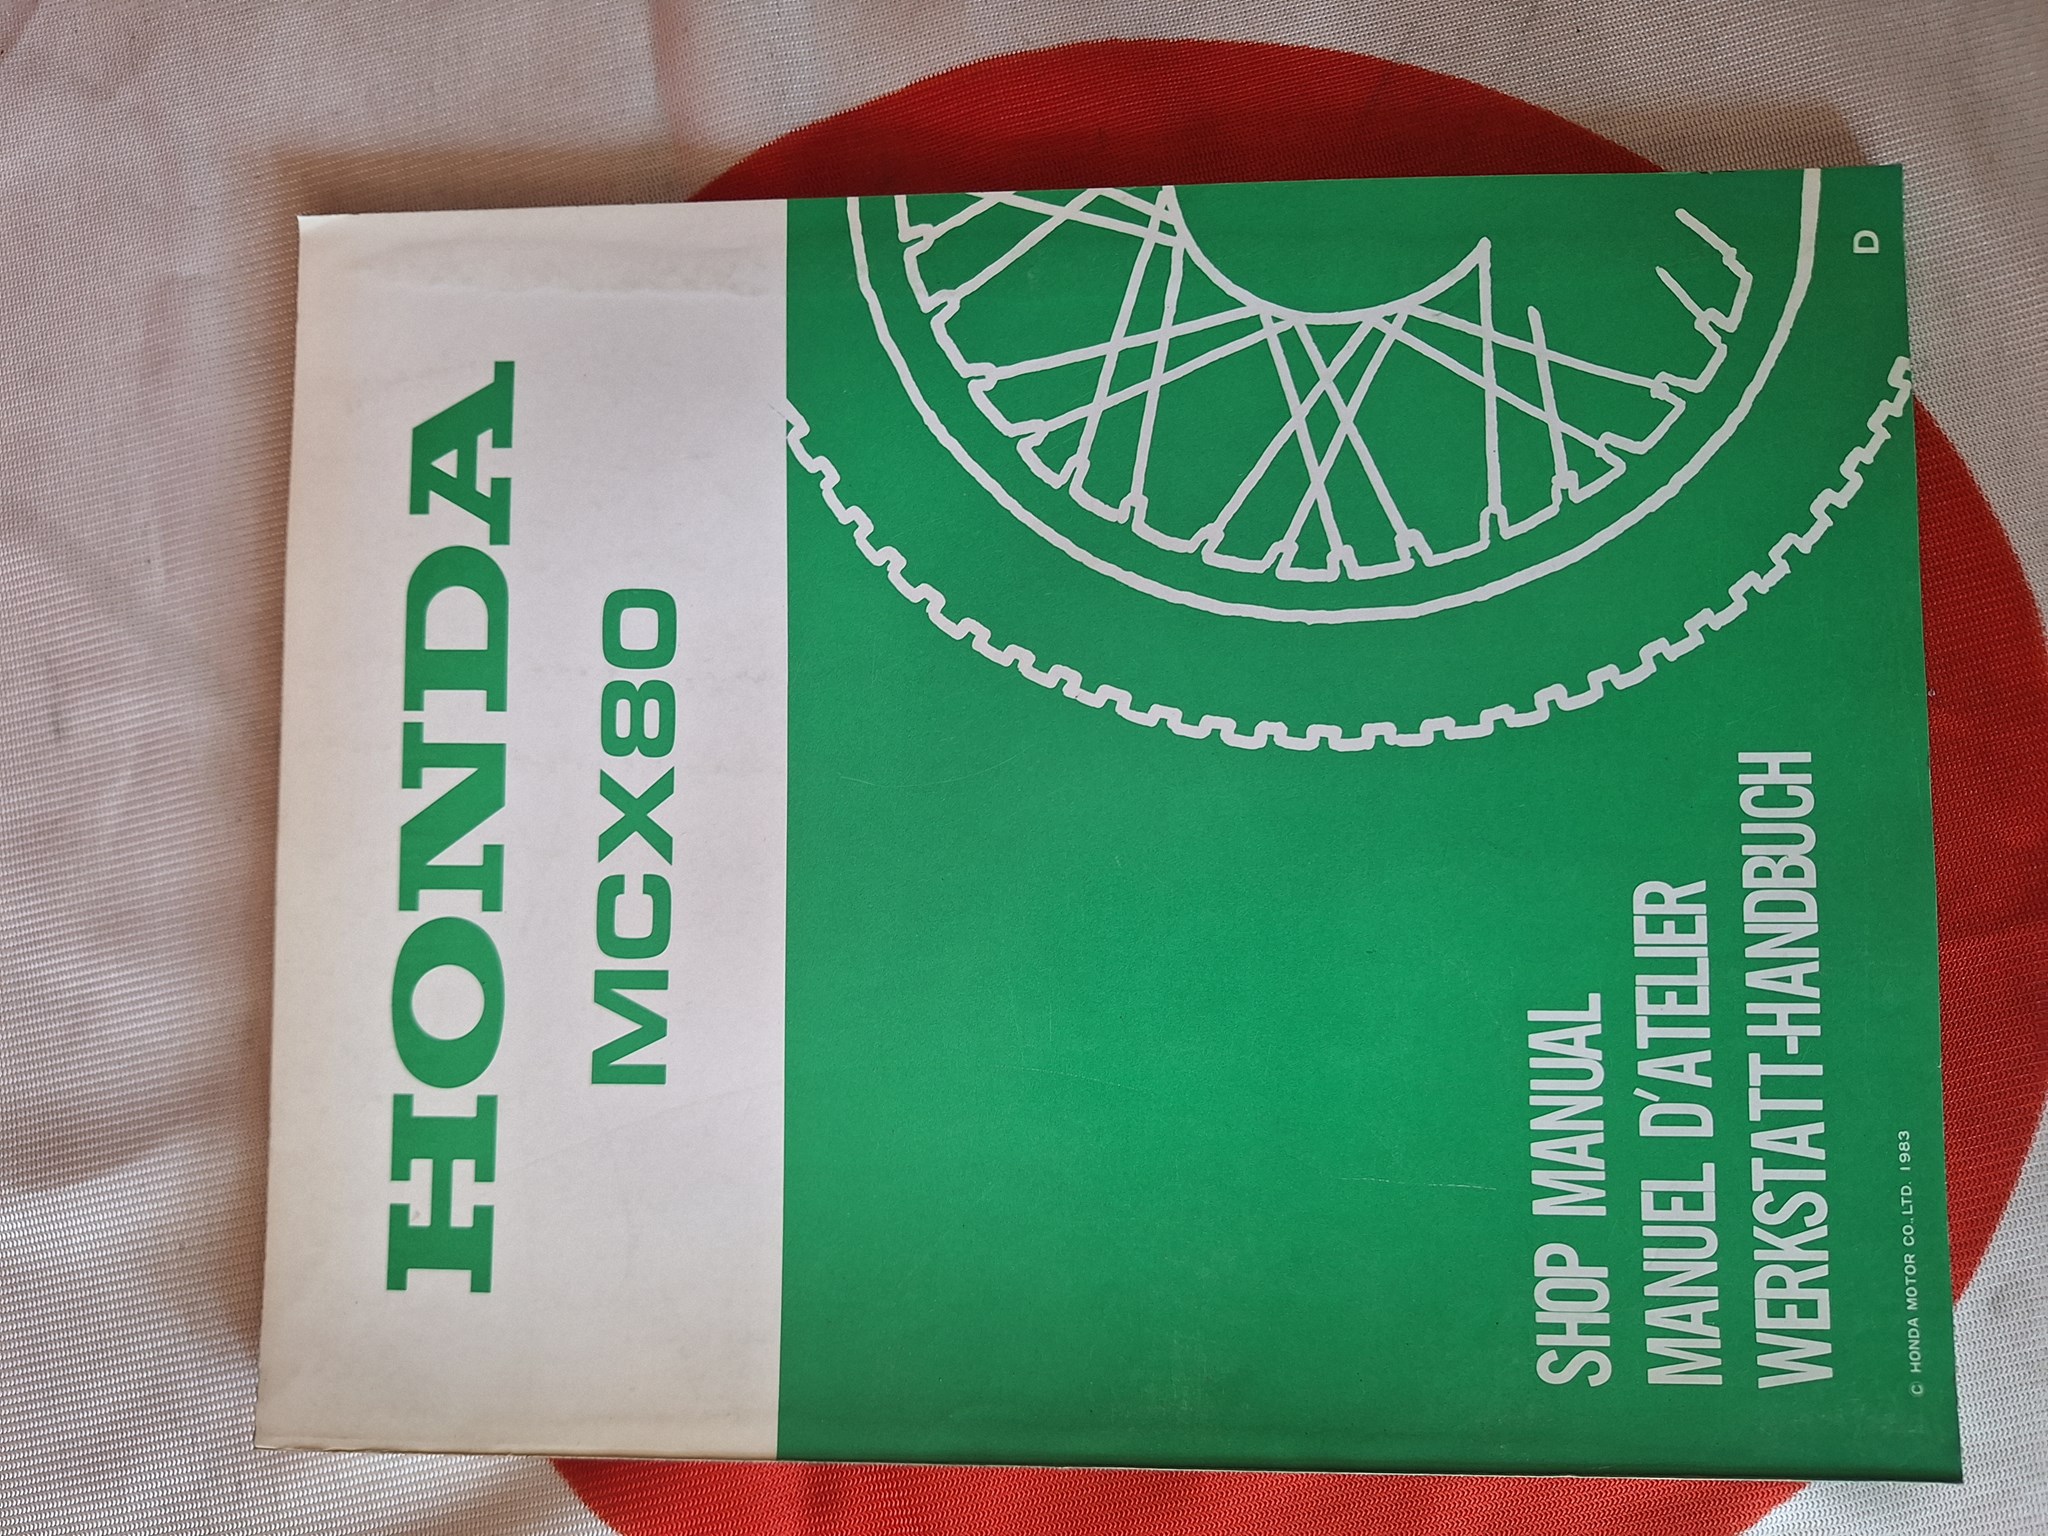 HONDA
MCX80
SHOP MANUAL
MANUEL D'ATELIER
WERKSTATT-HANDBUCH
© HONDA MOTOR CO., LTD. 1983
D